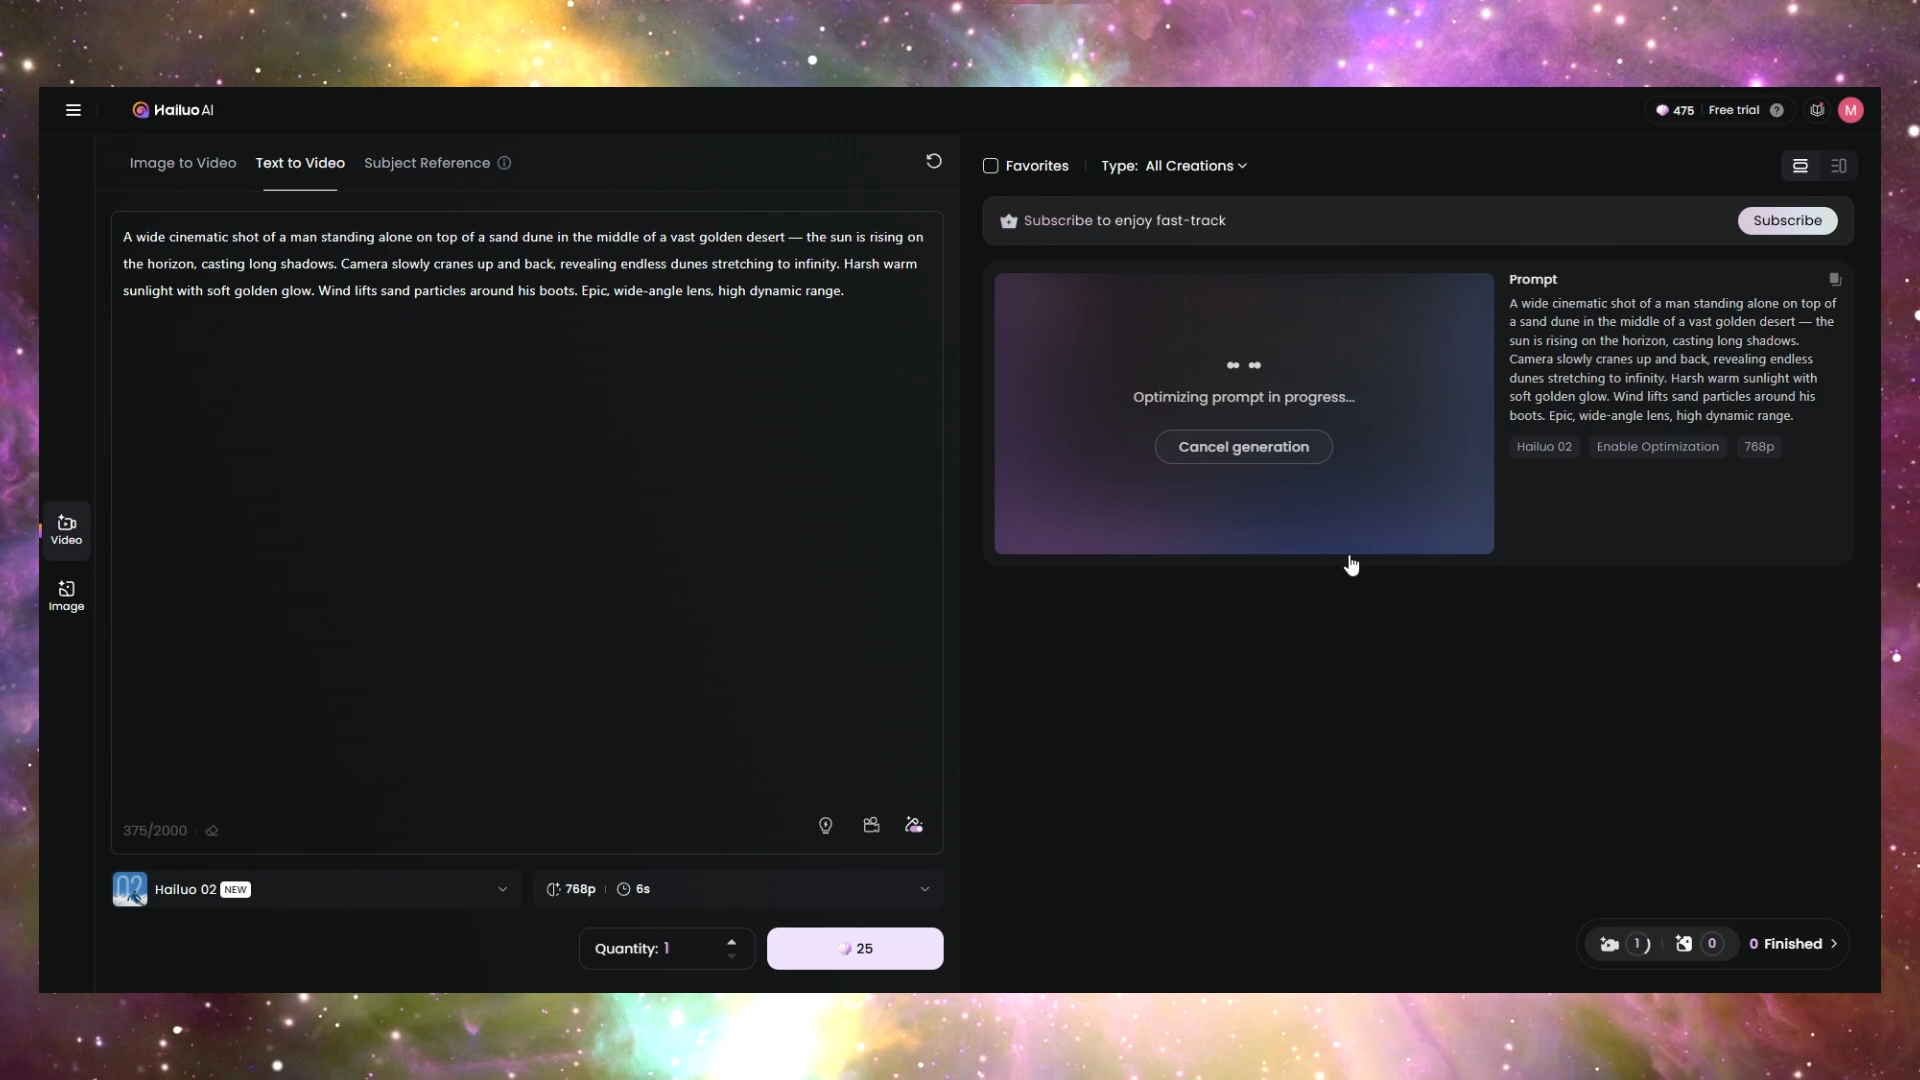 Hailuo AI
475 Free trial ?
M
Image to Video Text to Video Subject Reference
Favorites Type: All Creations
Subscribe to enjoy fast-track
Subscribe
A wide cinematic shot of a man standing alone on top of a sand dune in the middle of a vast golden desert — the sun is rising on
the horizon, casting long shadows. Camera slowly cranes up and back, revealing endless dunes stretching to infinity. Harsh warm
sunlight with soft golden glow. Wind lifts sand particles around his boots. Epic, wide-angle lens, high dynamic range.
Optimizing prompt in progress...
Cancel generation
Prompt
A wide cinematic shot of a man standing alone on top of
a sand dune in the middle of a vast golden desert — the
sun is rising on the horizon, casting long shadows.
Camera slowly cranes up and back, revealing endless
dunes stretching to infinity. Harsh warm sunlight with
soft golden glow. Wind lifts sand particles around his
boots. Epic, wide-angle lens, high dynamic range.
Hailuo 02 Enable Optimization 768p
Video
Image
375/2000
02 Hailuo 02 NEW
768p 6s
Quantity: 1
25
1 0 0 Finished